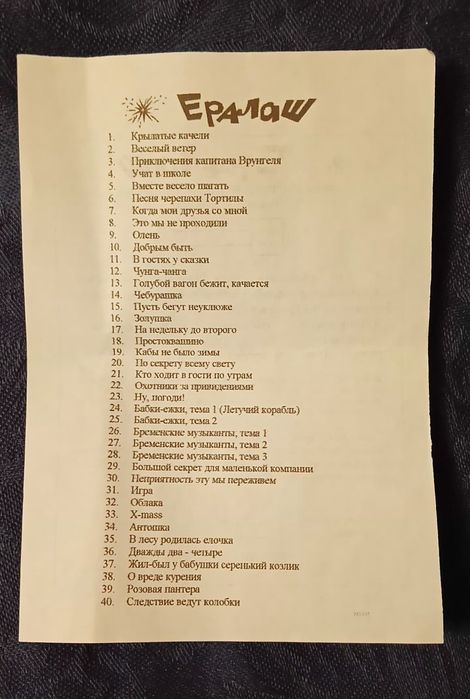 Ералаш
1. Крылатые качели
2. Веселый ветер
3. Приключения капитана Врунгеля
4. Учат в школе
5. Вместе весело шагать
6. Песня черепахи Тортилы
7. Когда мои друзья со мной
8. Это мы не проходили
9. Олень
10. Добрым быть
11. В гостях у сказки
12. Чунга-чанга
13. Голубой вагон бежит, качается
14. Чебурашка
15. Пусть бегут неуклюже
16. Золушка
17. На недельку до второго
18. Простоквашино
19. Кабы не было зимы
20. По секрету всему свету
21. Кто ходит в гости по утрам
22. Охотники за привидениями
23. Ну, погоди!
24. Бабки-ежки, тема 1 (Летучий корабль)
25. Бабки-ежки, тема 2
26. Бременские музыканты, тема 1
27. Бременские музыканты, тема 2
28. Бременские музыканты, тема 3
29. Большой секрет для маленькой компании
30. Неприятность эту мы переживем
31. Игра
32. Облака
33. X-mass
34. Антошка
35. В лесу родилась елочка
36. Дважды два - четыре
37. Жил-был у бабушки серенький козлик
38. О вреде курения
39. Розовая пантера
40. Следствие ведут колобки